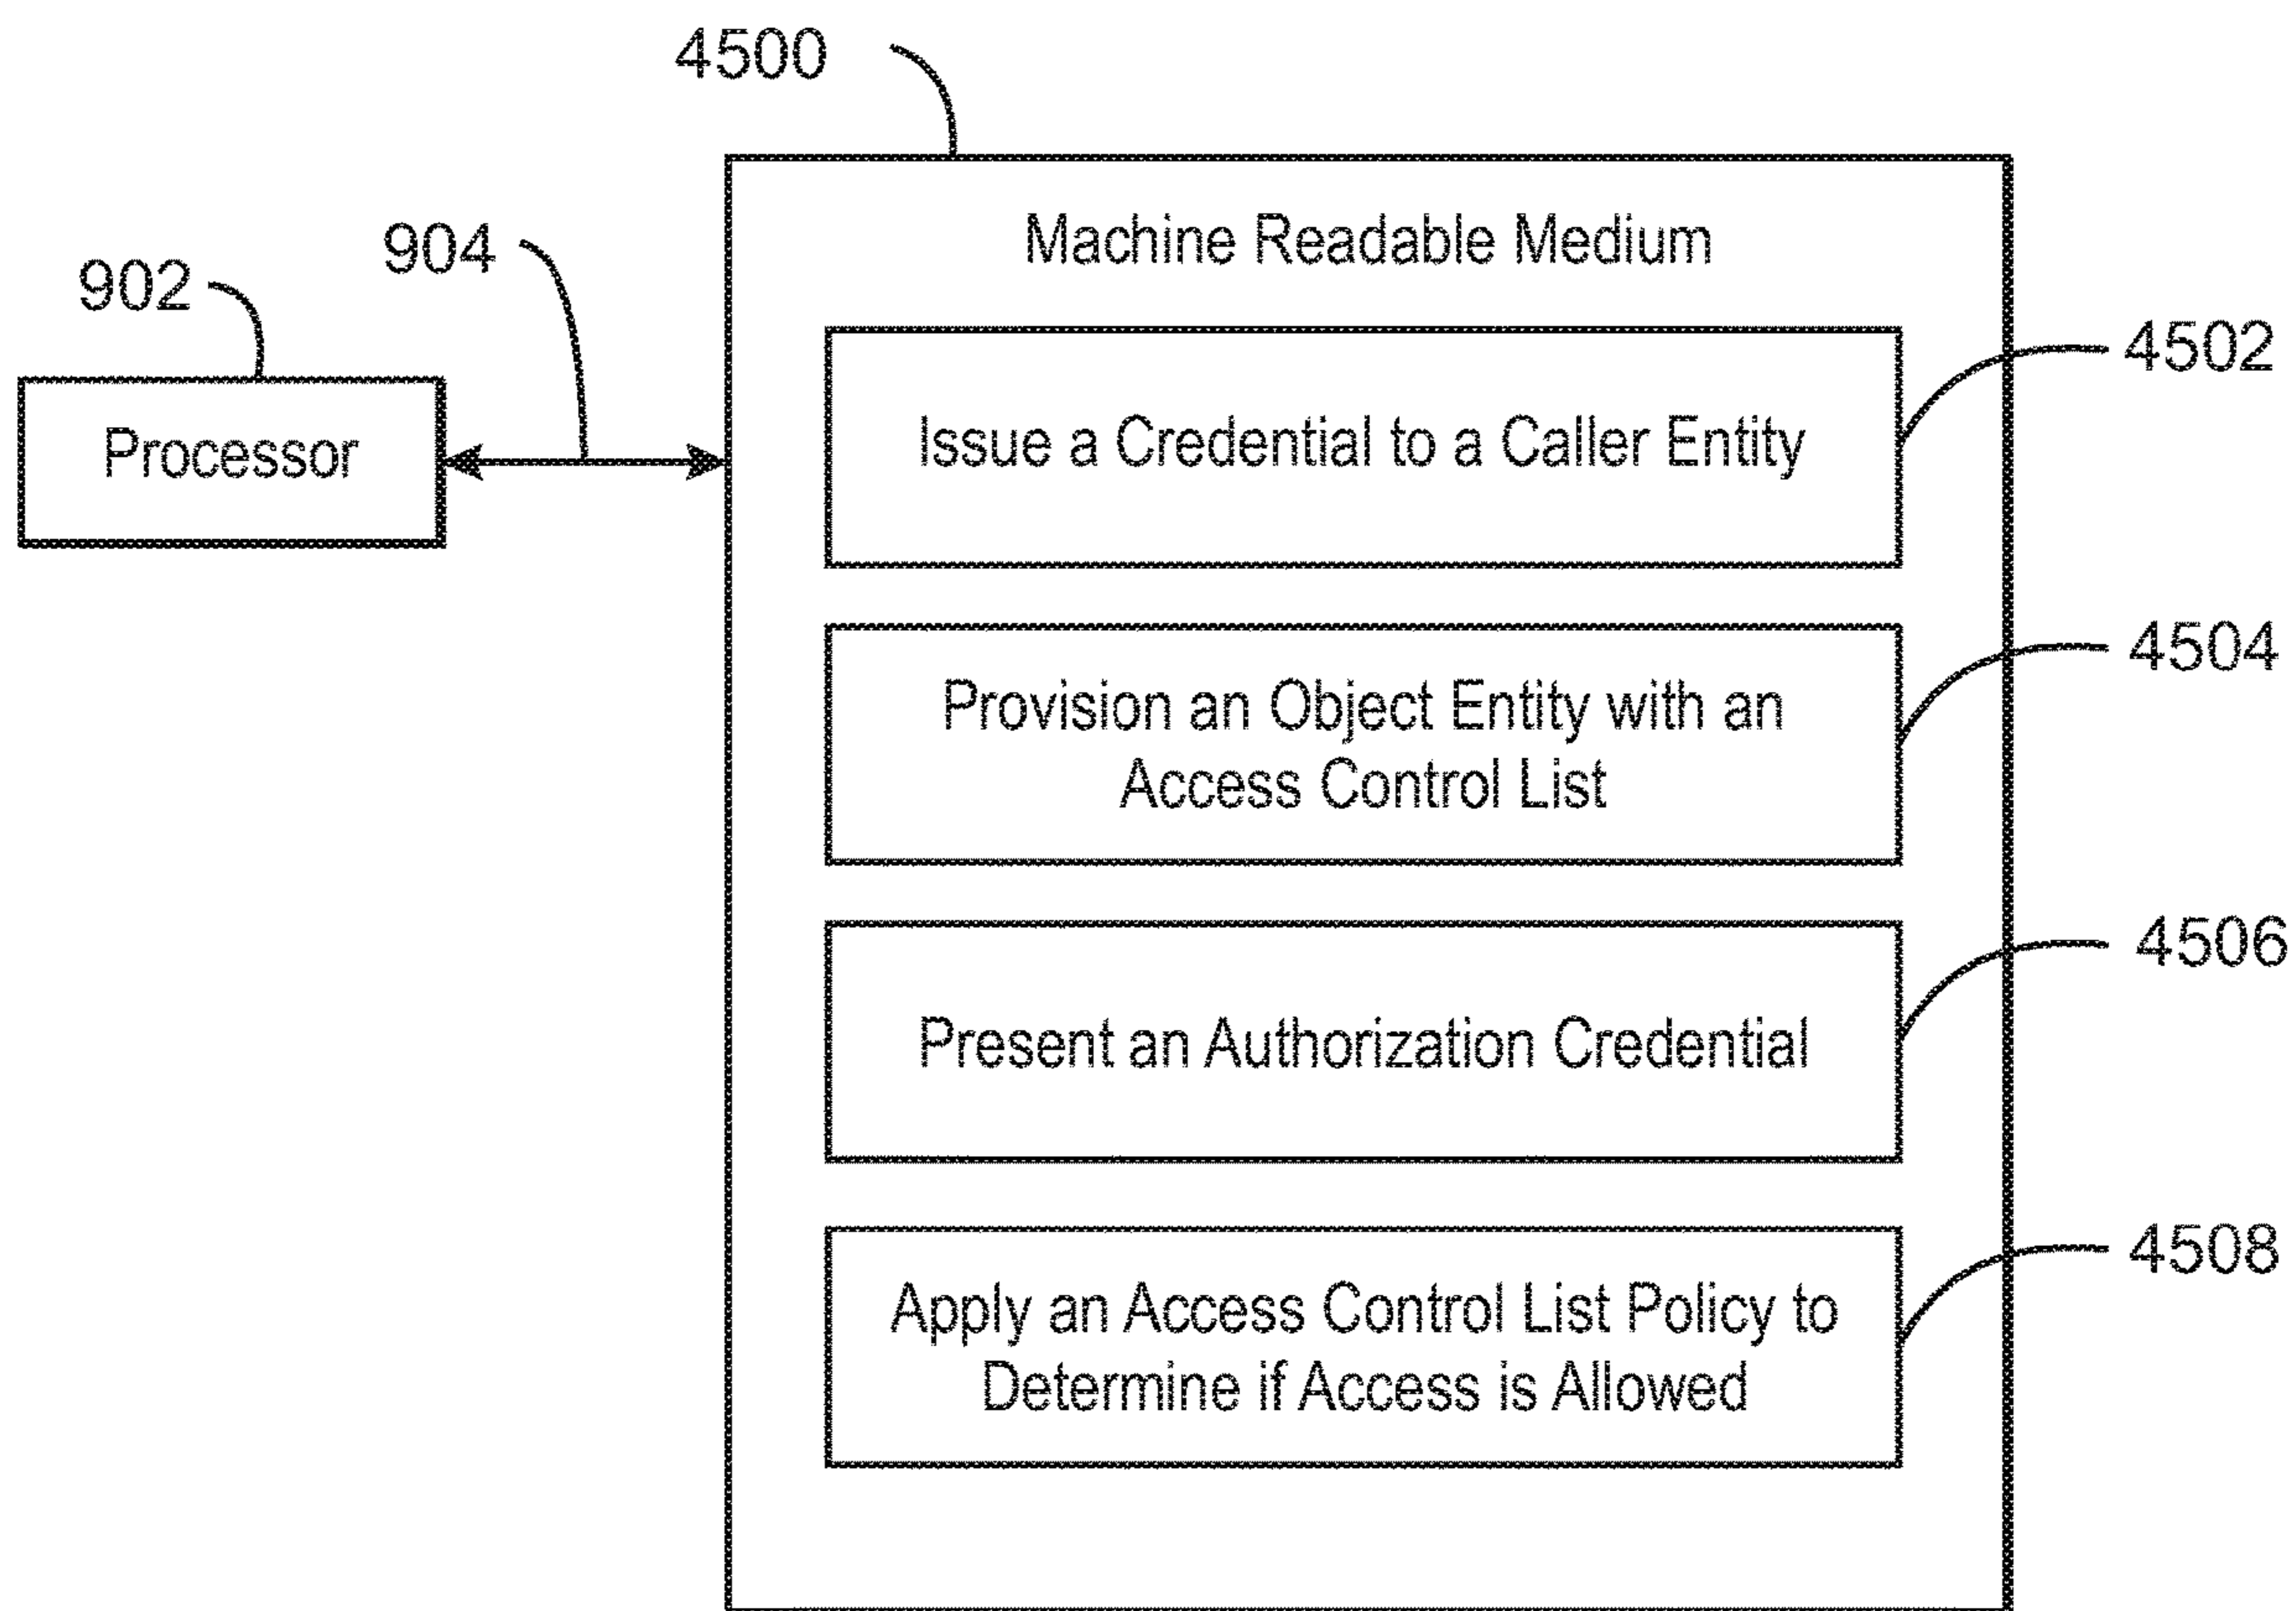 4500
904
902
Machine Readable Medium
Processor
Issue a Credential to a Caller Entity
4502
Provision an Object Entity with an
Access Control List
4504
Present an Authorization Credential
4506
Apply an Access Control List Policy to
Determine if Access is Allowed
4508